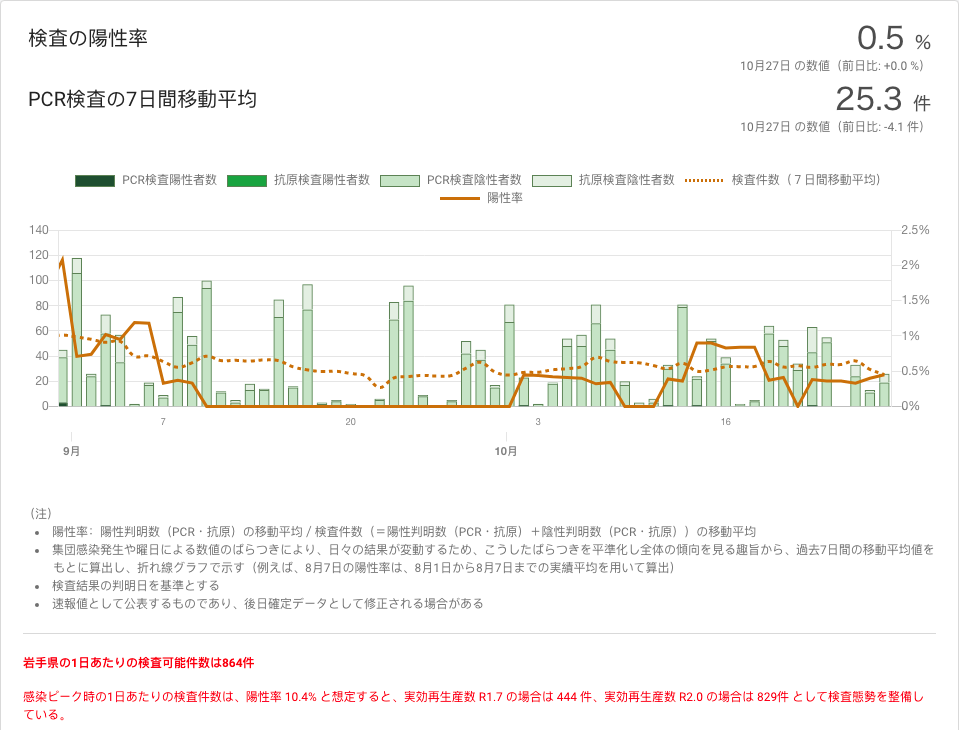 検査の陽性率
0.5 %
10月27日 の数値（前日比: +0.0 %）
PCR検査の7日間移動平均
25.3 件
10月27日 の数値（前日比: -4.1 件）
PCR検査陽性者数 抗原検査陽性者数 PCR検査陰性者数 抗原検査陰性者数 検査件数（７日間移動平均）
陽性率
140 2.5%
120 2%
100 1.5%
80
60 1%
40 0.5%
20
0 0%
7 20 3 16
9月 10月
（注）
• 陽性率：陽性判明数（PCR・抗原）の移動平均 / 検査件数（＝陽性判明数（PCR・抗原）＋陰性判明数（PCR・抗原））の移動平均
• 集団感染発生や曜日による数値のばらつきにより、日々の結果が変動するため、こうしたばらつきを平準化し全体の傾向を見る趣旨から、過去7日間の移動平均値を
もとに算出し、折れ線グラフで示す（例えば、8月7日の陽性率は、8月1日から8月7日までの実績平均を用いて算出）
• 検査結果の判明日を基準とする
• 速報値として公表するものであり、後日確定データとして修正される場合がある
岩手県の1日あたりの検査可能件数は864件
感染ピーク時の1日あたりの検査件数は、陽性率 10.4% と想定すると、実効再生産数 R1.7 の場合は 444 件、実効再生産数 R2.0 の場合は 829件 として検査態勢を整備し
ている。